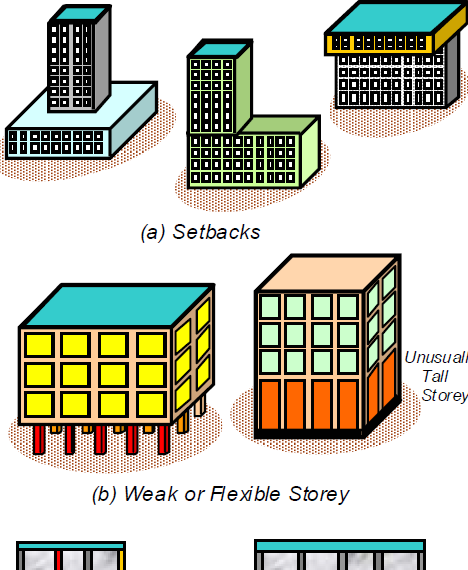 (a) Setbacks
Unusuall
Tall
Storey
(b) Weak or Flexible Storey